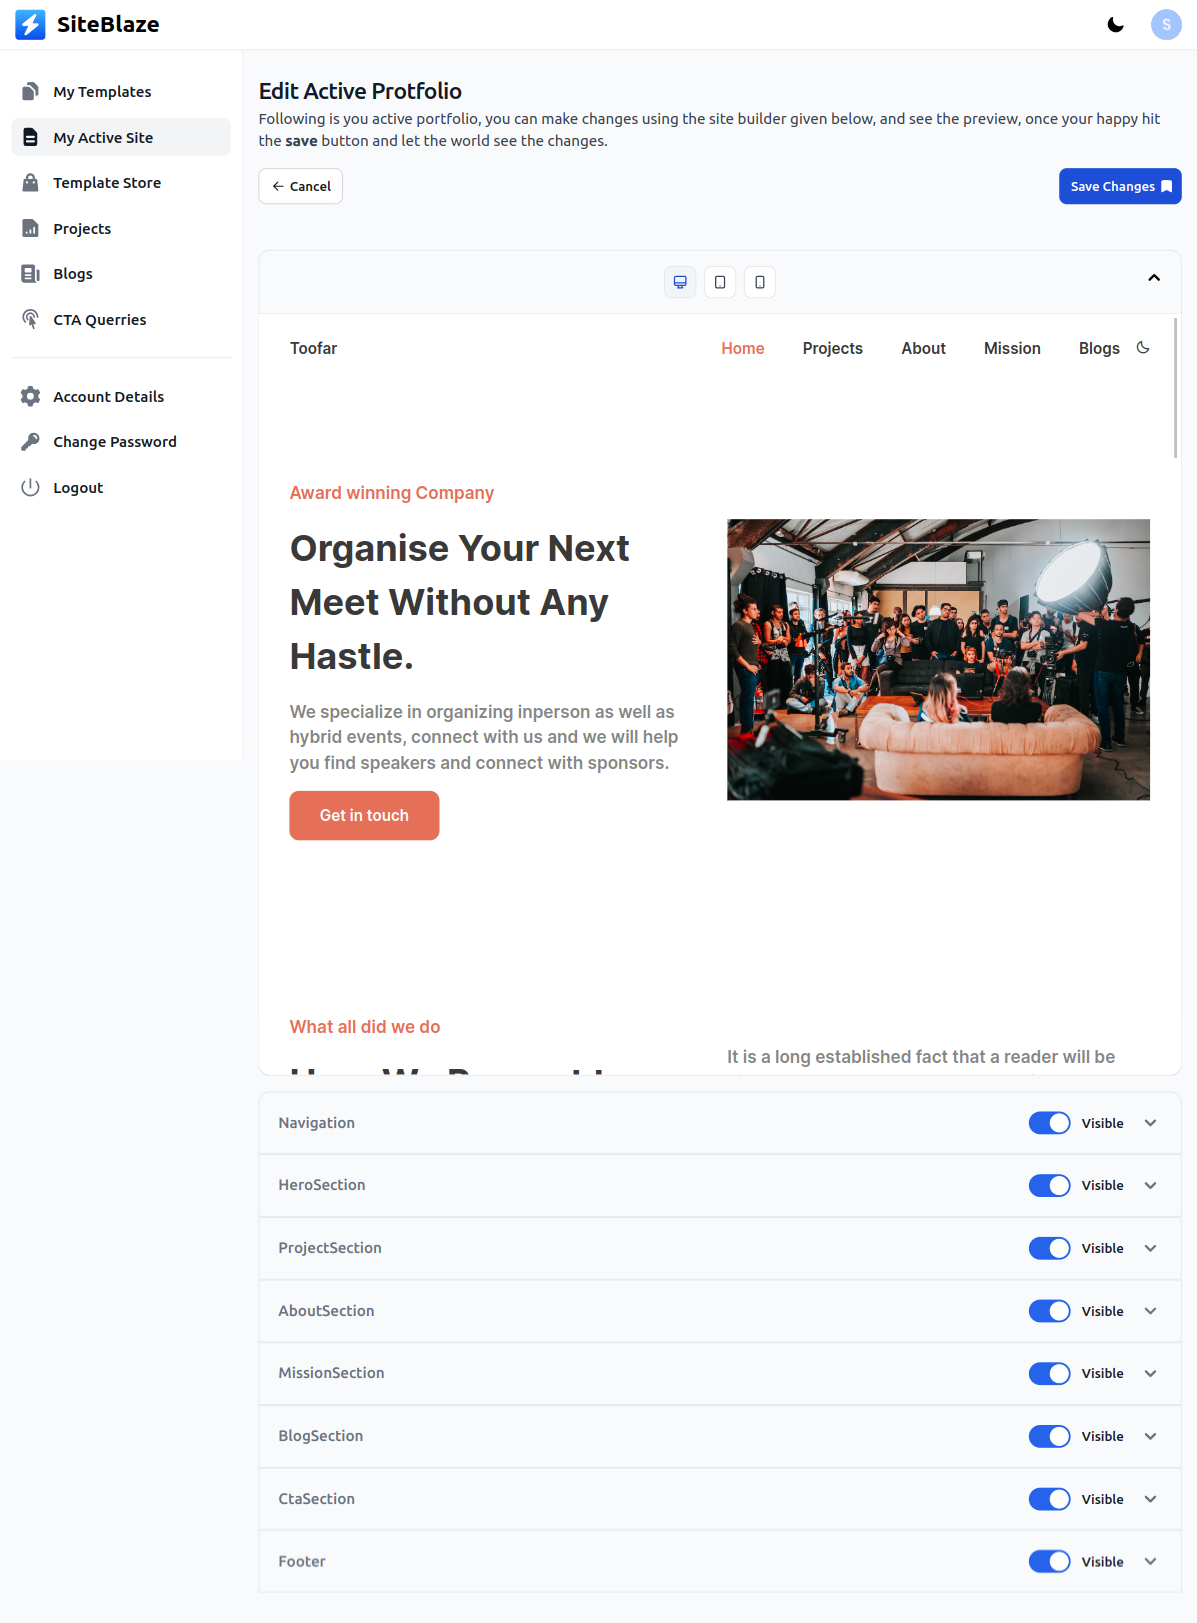 SiteBlaze
S
My Templates
My Active Site
Template Store
Projects
Blogs
CTA Querries
Account Details
Change Password
Logout
Edit Active Protfolio
Following is you active portfolio, you can make changes using the site builder given below, and see the preview, once your happy hit
the save button and let the world see the changes.
Cancel
Save Changes
Toofar
Home Projects About Mission Blogs
Award winning Company
Organise Your Next
Meet Without Any
Hastle.
We specialize in organizing inperson as well as
hybrid events, connect with us and we will help
you find speakers and connect with sponsors.
Get in touch
What all did we do
It is a long established fact that a reader will be
Navigation Visible
HeroSection Visible
ProjectSection Visible
AboutSection Visible
MissionSection Visible
BlogSection Visible
CtaSection Visible
Footer Visible